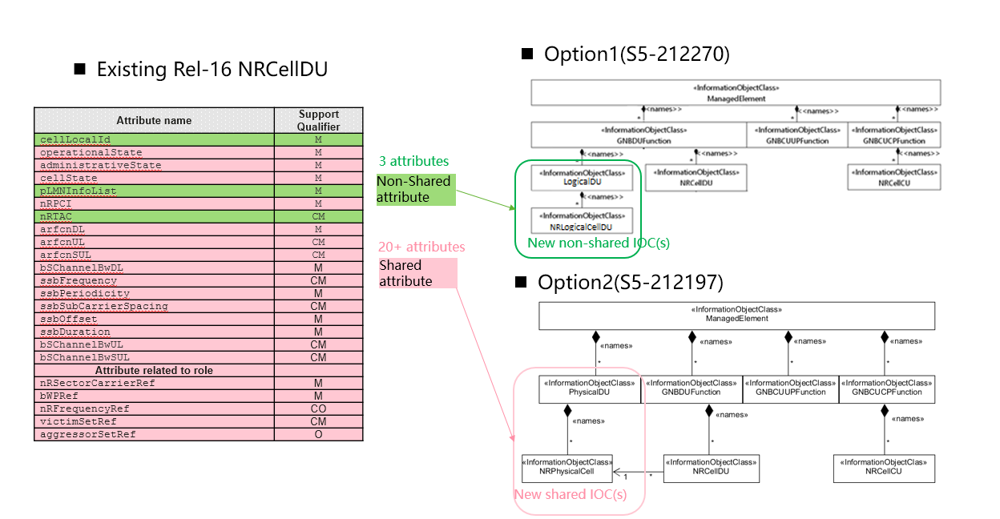 ■ Existing Rel-16 NRCellDU
Attribute name Support Qualifier
cellLocalId M
operationalState M
administrativeState M
cellState M
pLMNInfoList M
nRPCI M
nRTAC CM
arfcnDL M
arfcnUL CM
arfcnSUL CM
bSChannelBwDL M
ssbFrequency CM
ssbPeriodicity M
ssbSubCarrierSpacing CM
ssbOffset M
ssbDuration M
bSChannelBwUL CM
bSChannelBwSUL CM
Attribute related to role
nRSectorCarrierRef M
bWPRef M
nRFrequencyRef CO
victimSetRef CM
aggressorSetRef O
3 attributes
Non-Shared
attribute
20+ attributes
Shared
attribute
■ Option1(S5-212270)
«InformationObjectClass»
ManagedElement
<<names>> <<names>> <<names>>
* * *
«InformationObjectClass» «InformationObjectClass» «InformationObjectClass»
GNBDUFunction GNBCUUPFunction GNBCUCPFunction
<<names>> <<names>> <<names>>
* * *
«InformationObjectClass» «InformationObjectClass» «InformationObjectClass»
LogicalDU NRCellDU NRCellCU
<<names>>
*
«InformationObjectClass»
NRLogicalCellDU
New non-shared IOC(s)
■ Option2(S5-212197)
«InformationObjectClass»
ManagedElement
«names» «names» «names» «names»
* * * *
«InformationObjectClass» «InformationObjectClass» «InformationObjectClass» «InformationObjectClass»
PhysicalDU GNBDUFunction GNBCUUPFunction GNBCUCPFunction
«names» «names» «names»
* * *
«InformationObjectClass» «InformationObjectClass» «InformationObjectClass»
NRPhysicalCell NRCellDU NRCellCU
1 *
New shared IOC(s)